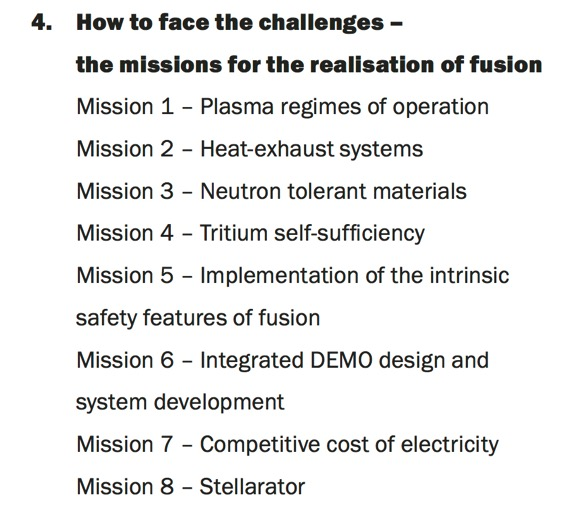 4. How to face the challenges –
the missions for the realisation of fusion
Mission 1 – Plasma regimes of operation
Mission 2 – Heat-exhaust systems
Mission 3 – Neutron tolerant materials
Mission 4 – Tritium self-sufficiency
Mission 5 – Implementation of the intrinsic
safety features of fusion
Mission 6 – Integrated DEMO design and
system development
Mission 7 – Competitive cost of electricity
Mission 8 – Stellarator